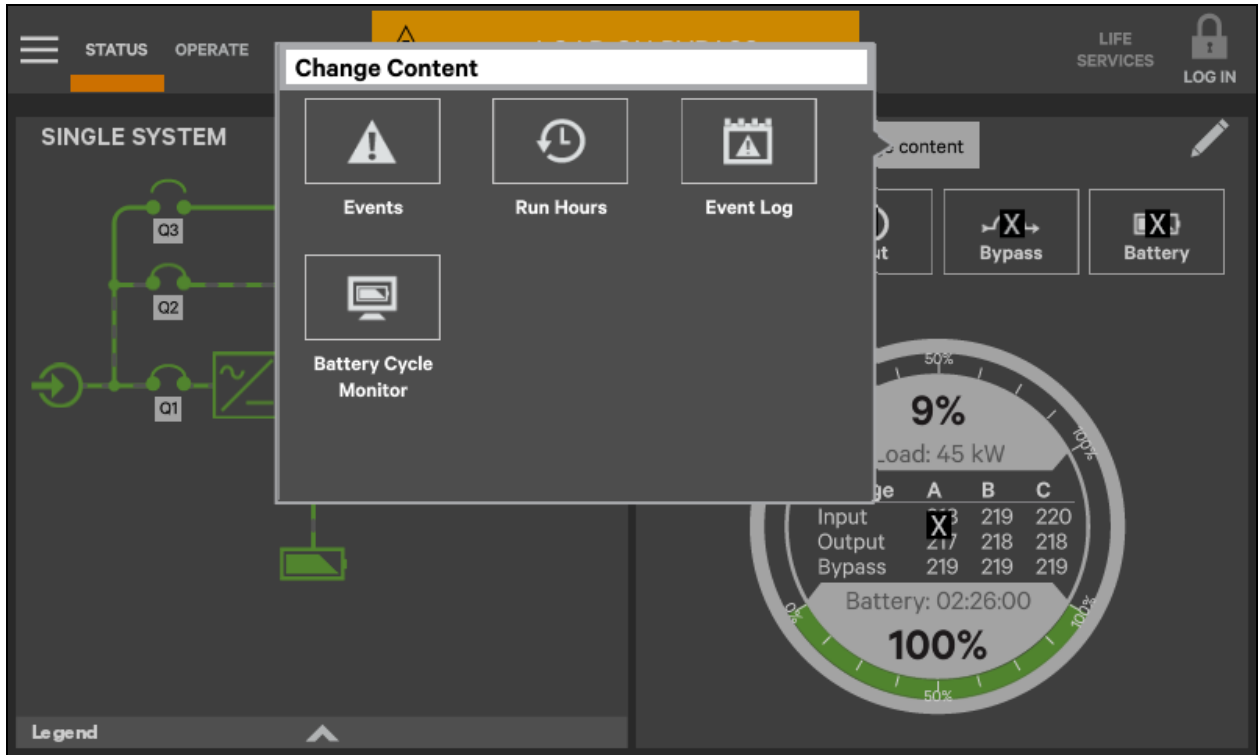 STATUS
OPERATE
LIFE
SERVICES
LOG IN
Change Content
SINGLE SYSTEM
content
Events
Run Hours
Event Log
X
X
Bypass
Battery
Q3
Q2
Q1
Battery Cycle
Monitor
50%
100%
9%
Load: 45 kW
A B C
Input 219 220
X
Output 217 218 218
Bypass 219 219 219
Battery: 02:26:00
0% 100%
100%
50%
Legend